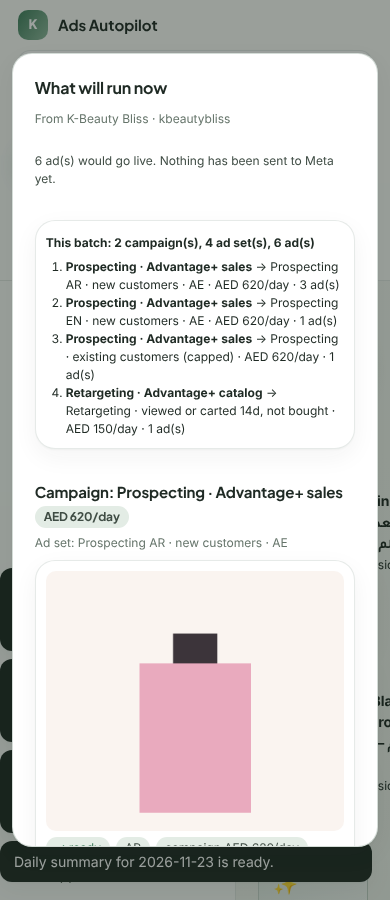 K
Ads Autopilot
What will run now
From K-Beauty Bliss · kbeautybliss
6 ad(s) would go live. Nothing has been sent to Meta
yet.
This batch: 2 campaign(s), 4 ad set(s), 6 ad(s)
1. Prospecting · Advantage+ sales → Prospecting
AR · new customers · AE · AED 620/day · 3 ad(s)
2. Prospecting · Advantage+ sales → Prospecting
EN · new customers · AE · AED 620/day · 1 ad(s)
3. Prospecting · Advantage+ sales → Prospecting
· existing customers (capped) · AED 620/day · 1
ad(s)
4. Retargeting · Advantage+ catalog →
Retargeting · viewed or carted 14d, not bought ·
AED 150/day · 1 ad(s)
Campaign: Prospecting · Advantage+ sales
AED 620/day
Ad set: Prospecting AR · new customers · AE
Daily summary for 2026-11-23 is ready.